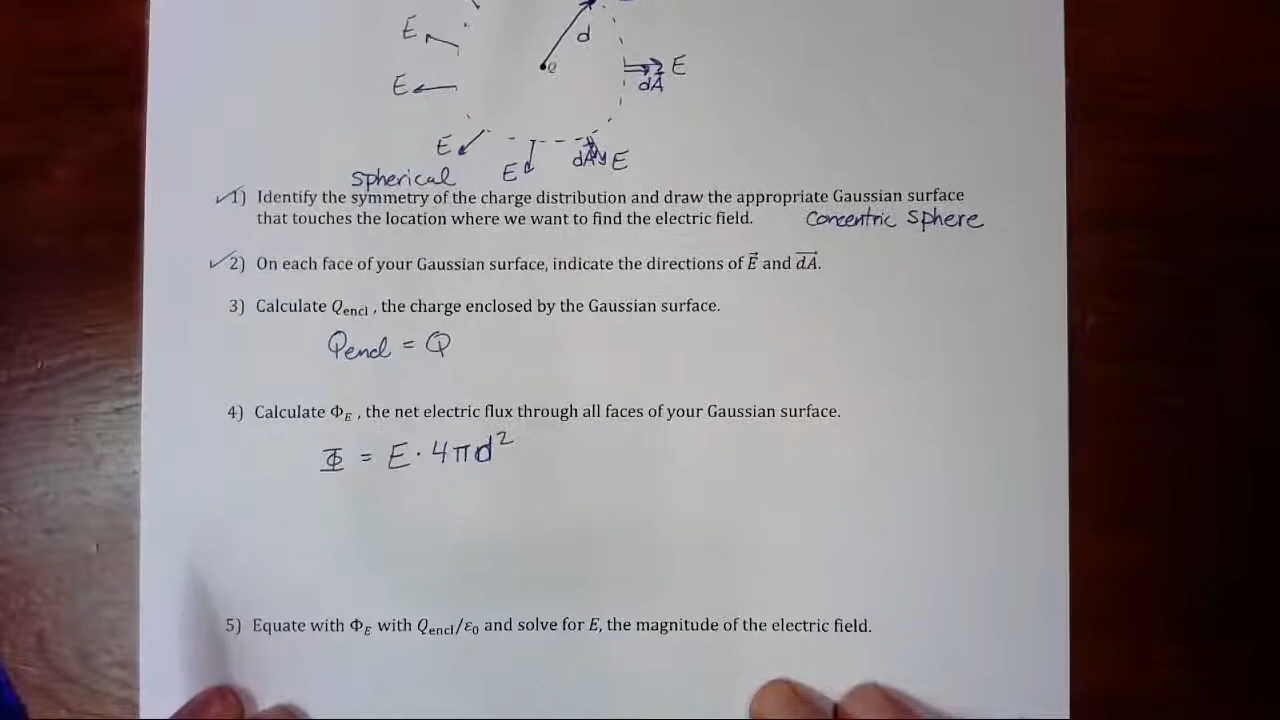 E
d
E
Q
E
dA
E
E
E
dA E
Spherical
1) Identify the symmetry of the charge distribution and draw the appropriate Gaussian surface
that touches the location where we want to find the electric field. Concentric Sphere
2) On each face of your Gaussian surface, indicate the directions of E⃗ and dA⃗.
3) Calculate Qencl , the charge enclosed by the Gaussian surface.
Qencl = Q
4) Calculate ΦE , the net electric flux through all faces of your Gaussian surface.
Φ = E · 4πd²
5) Equate with ΦE with Qencl/ε0 and solve for E, the magnitude of the electric field.